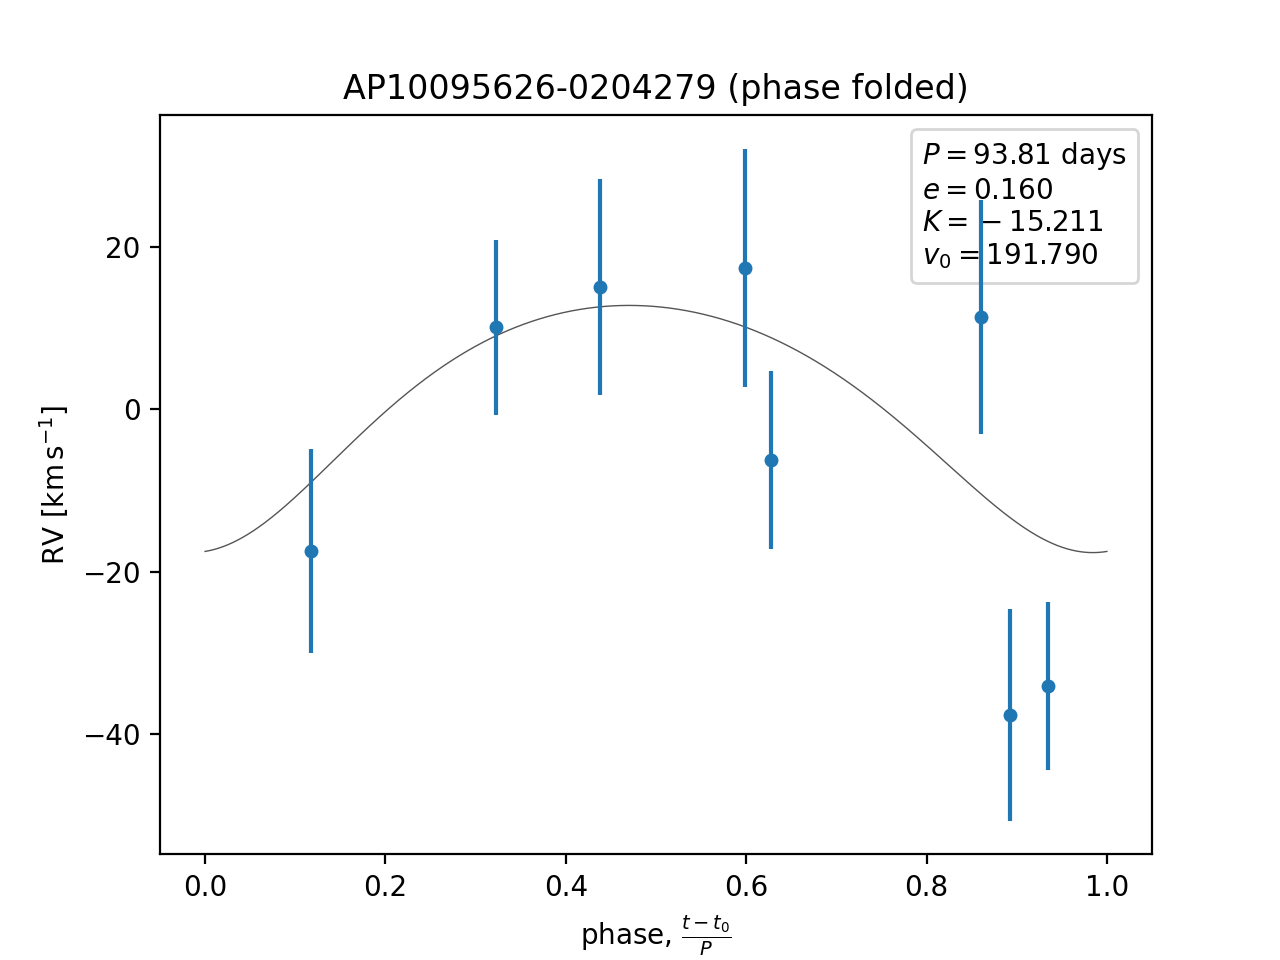 AP10095626-0204279 (phase folded)
P = 93.81 days
e = 0.160
K = −15.211
v₀ = 191.790
RV [km s⁻¹]
20
0
−20
−40
0.0 0.2 0.4 0.6 0.8 1.0
phase, (t − t₀)/P